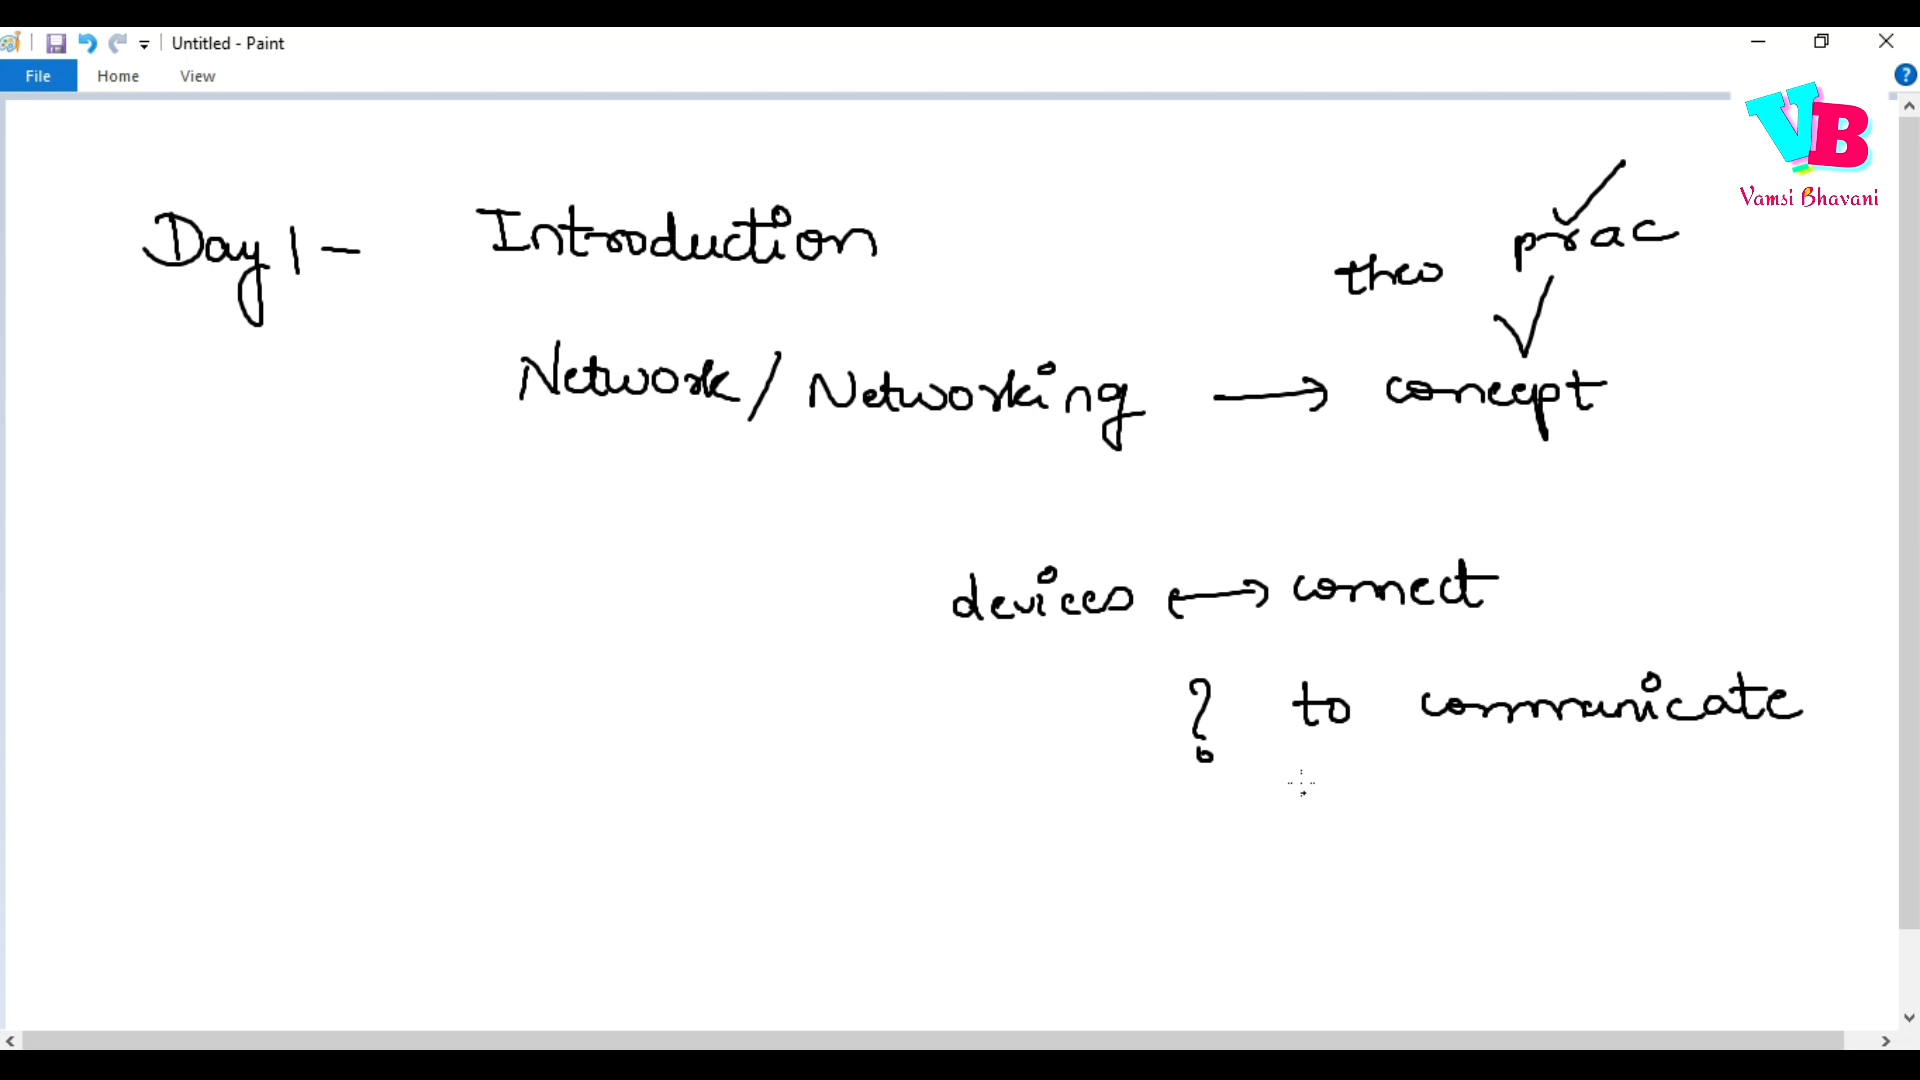 Untitled - Paint
File Home View
VB
Vamsi Bhavani
Day 1 - Introduction
theo prac
Network / Networking → concept
devices ↔ connect
? to communicate